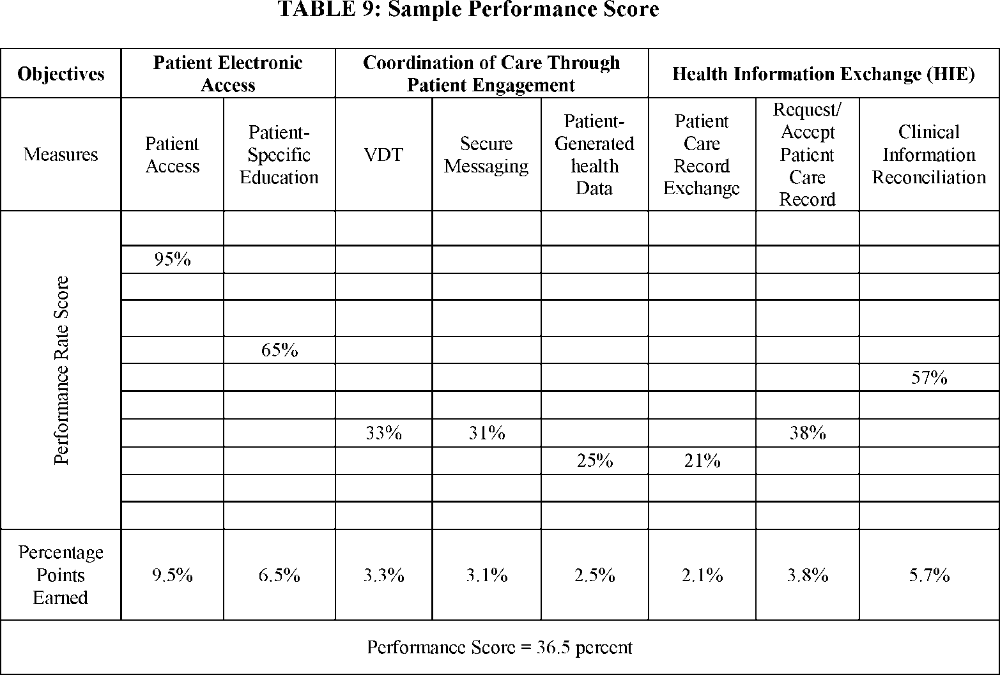 TABLE 9: Sample Performance Score
Objectives
Patient Electronic
Access
Coordination of Care Through
Patient Engagement
Health Information Exchange (HIE)
Measures
Patient
Access
Patient-
Specific
Education
VDT
Secure
Messaging
Patient-
Generated
health
Data
Patient
Care
Record
Exchange
Request/
Accept
Patient
Care
Record
Clinical
Information
Reconciliation
Performance Rate Score
95%
65%
57%
33% 31% 38%
25% 21%
Percentage
Points
Earned
9.5% 6.5% 3.3% 3.1% 2.5% 2.1% 3.8% 5.7%
Performance Score = 36.5 percent